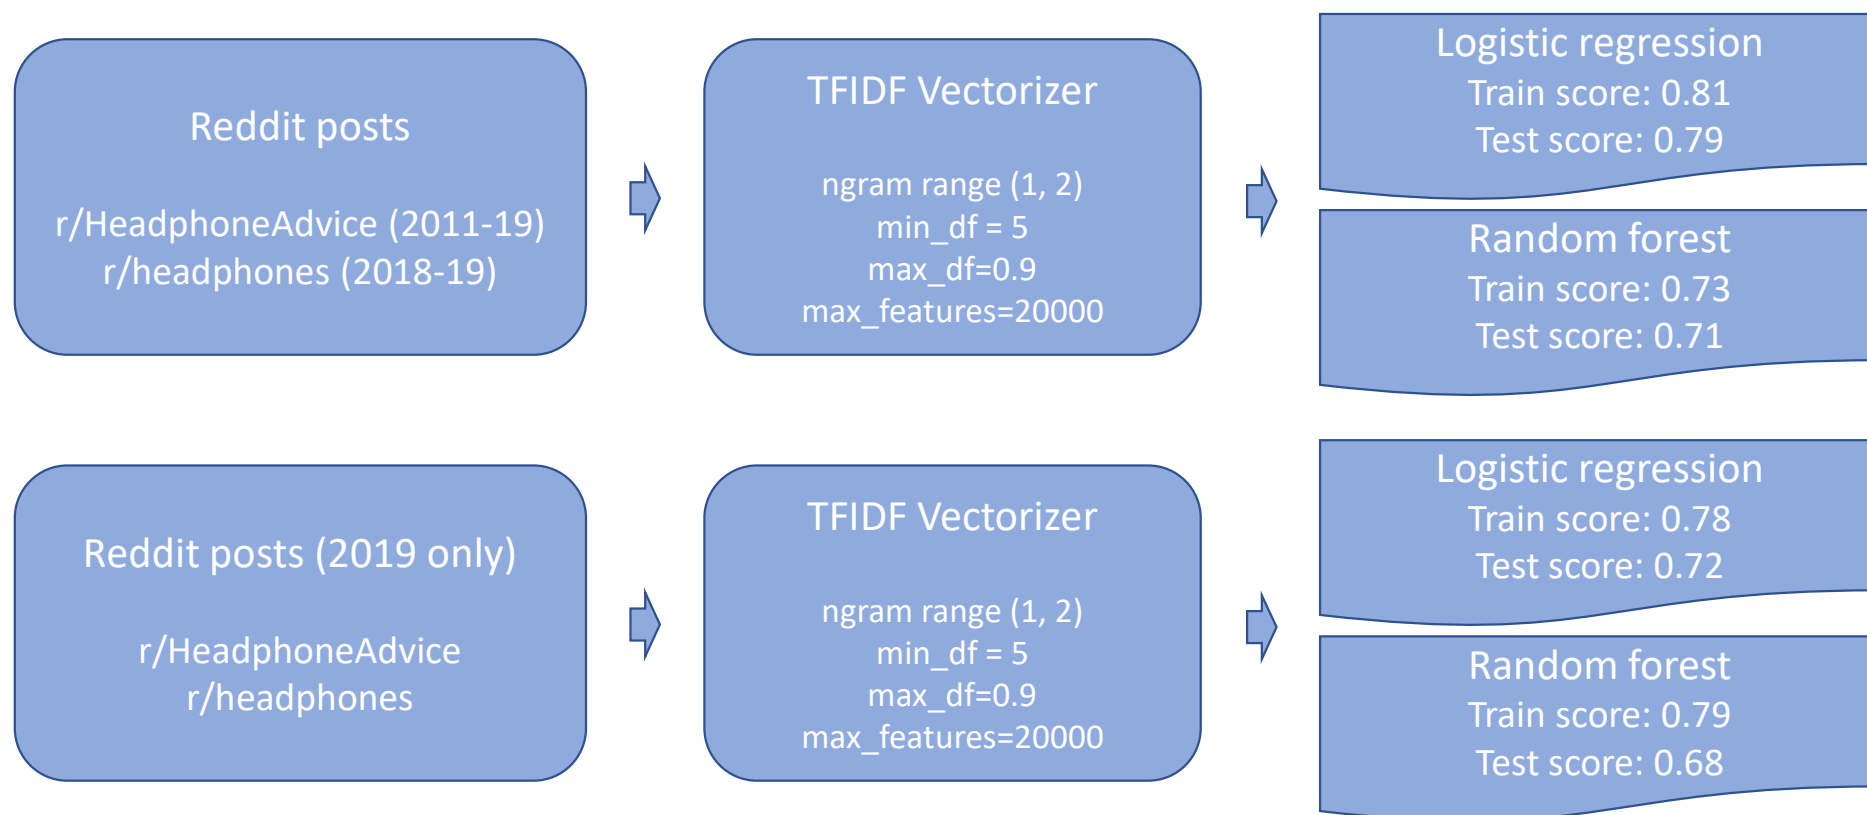 Reddit posts
r/HeadphoneAdvice (2011-19)
r/headphones (2018-19)
TFIDF Vectorizer
ngram range (1, 2)
min_df = 5
max_df=0.9
max_features=20000
Logistic regression
Train score: 0.81
Test score: 0.79
Random forest
Train score: 0.73
Test score: 0.71
Reddit posts (2019 only)
r/HeadphoneAdvice
r/headphones
TFIDF Vectorizer
ngram range (1, 2)
min_df = 5
max_df=0.9
max_features=20000
Logistic regression
Train score: 0.78
Test score: 0.72
Random forest
Train score: 0.79
Test score: 0.68